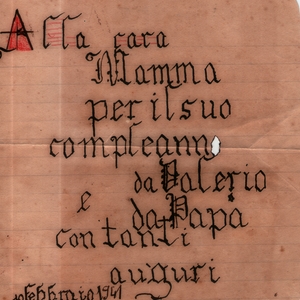 Alla cara
Mamma
per il suo
compleanno
da Valerio
e da Papà
con tanti
auguri
10 Febbraio 1941